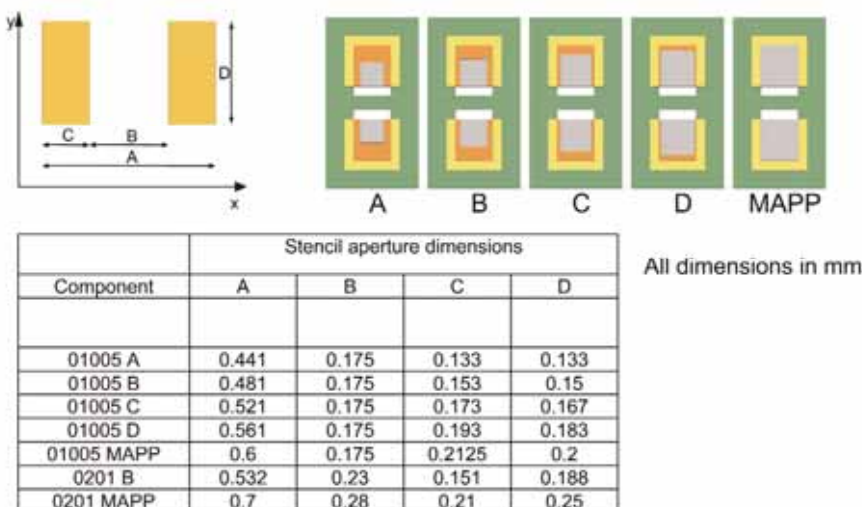 y
D
C
B
A
x
A B C D MAPP
Stencil aperture dimensions
Component A B C D
01005 A 0.441 0.175 0.133 0.133
01005 B 0.481 0.175 0.153 0.15
01005 C 0.521 0.175 0.173 0.167
01005 D 0.561 0.175 0.193 0.183
01005 MAPP 0.6 0.175 0.2125 0.2
0201 B 0.532 0.23 0.151 0.188
0201 MAPP 0.7 0.28 0.21 0.25
All dimensions in mm